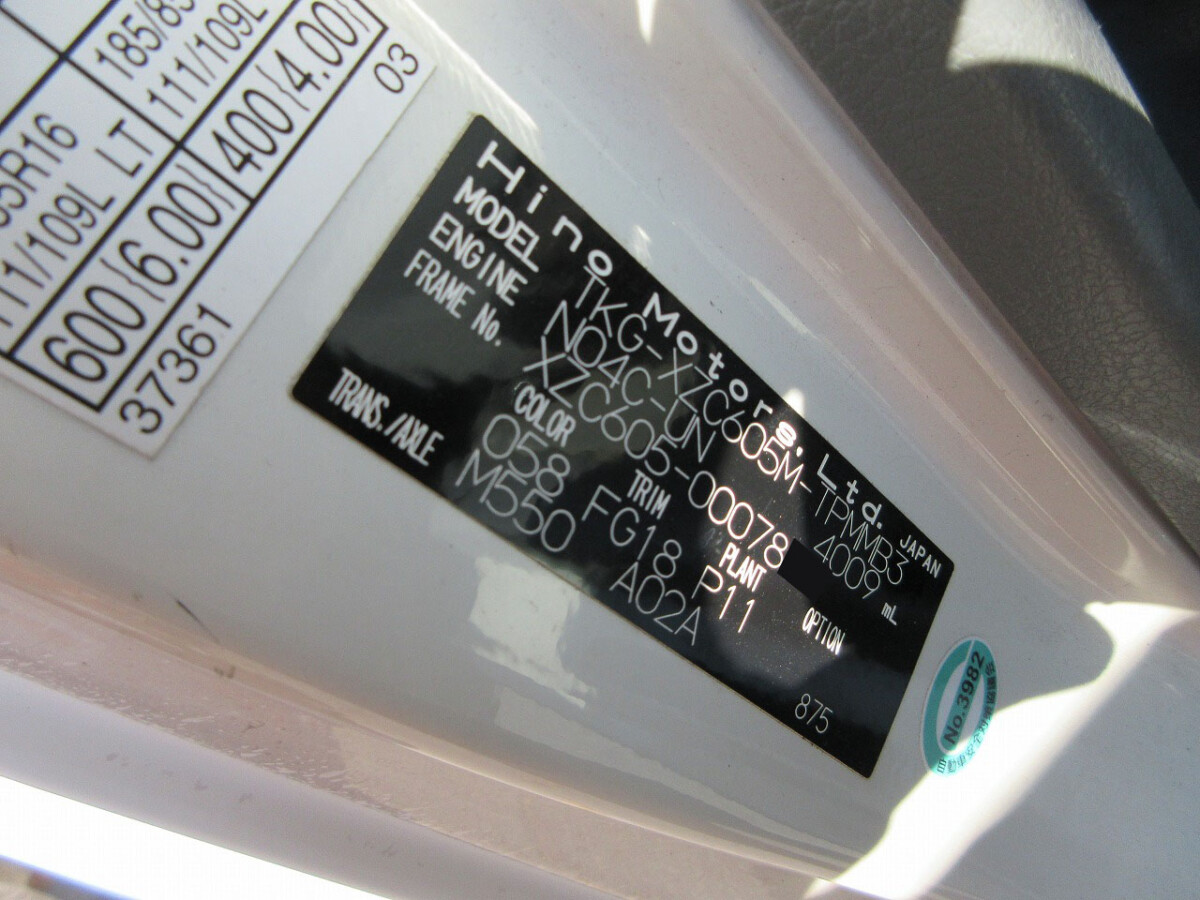 185/85
111/109L
55R16
11/109L LT
600{6.00} 400{4.00}
37361
03
Hino Motors, Ltd. JAPAN
MODEL TKG-XZC605M-TPMMB3
ENGINE N04C-UN 4009 mL
FRAME No. XZC605-00078
COLOR TRIM PLANT OPTION
058 FG18 P11
TRANS./AXLE M550 A02A
875
No.3982